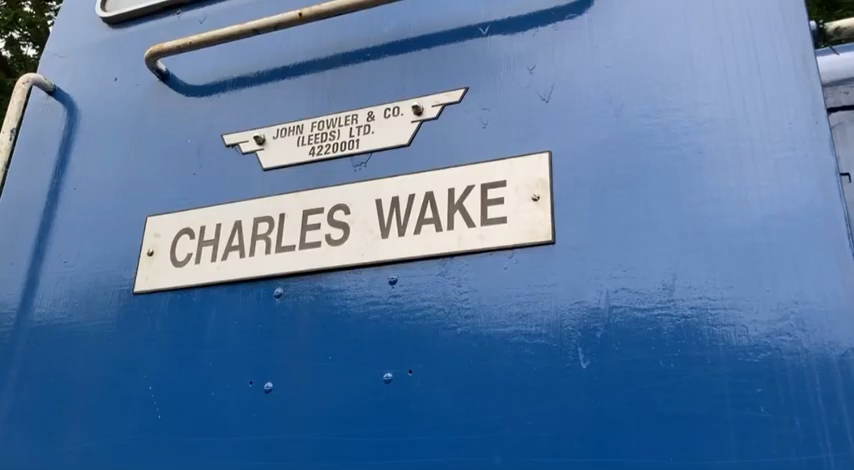 JOHN FOWLER & CO.
(LEEDS) LTD.
4220001
CHARLES WAKE